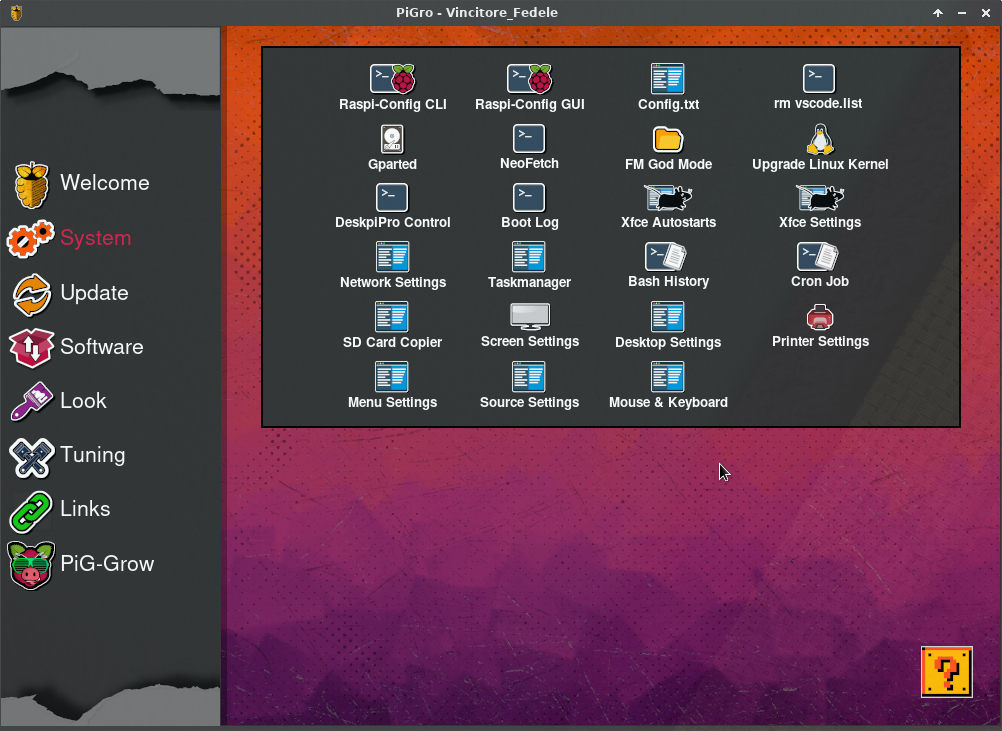 PiGro - Vincitore_Fedele
Welcome
System
Update
Software
Look
Tuning
Links
PiG-Grow
Raspi-Config CLI
Raspi-Config GUI
Config.txt
rm vscode.list
Gparted
NeoFetch
FM God Mode
Upgrade Linux Kernel
DeskpiPro Control
Boot Log
Xfce Autostarts
Xfce Settings
Network Settings
Taskmanager
Bash History
Cron Job
SD Card Copier
Screen Settings
Desktop Settings
Printer Settings
Menu Settings
Source Settings
Mouse & Keyboard
?